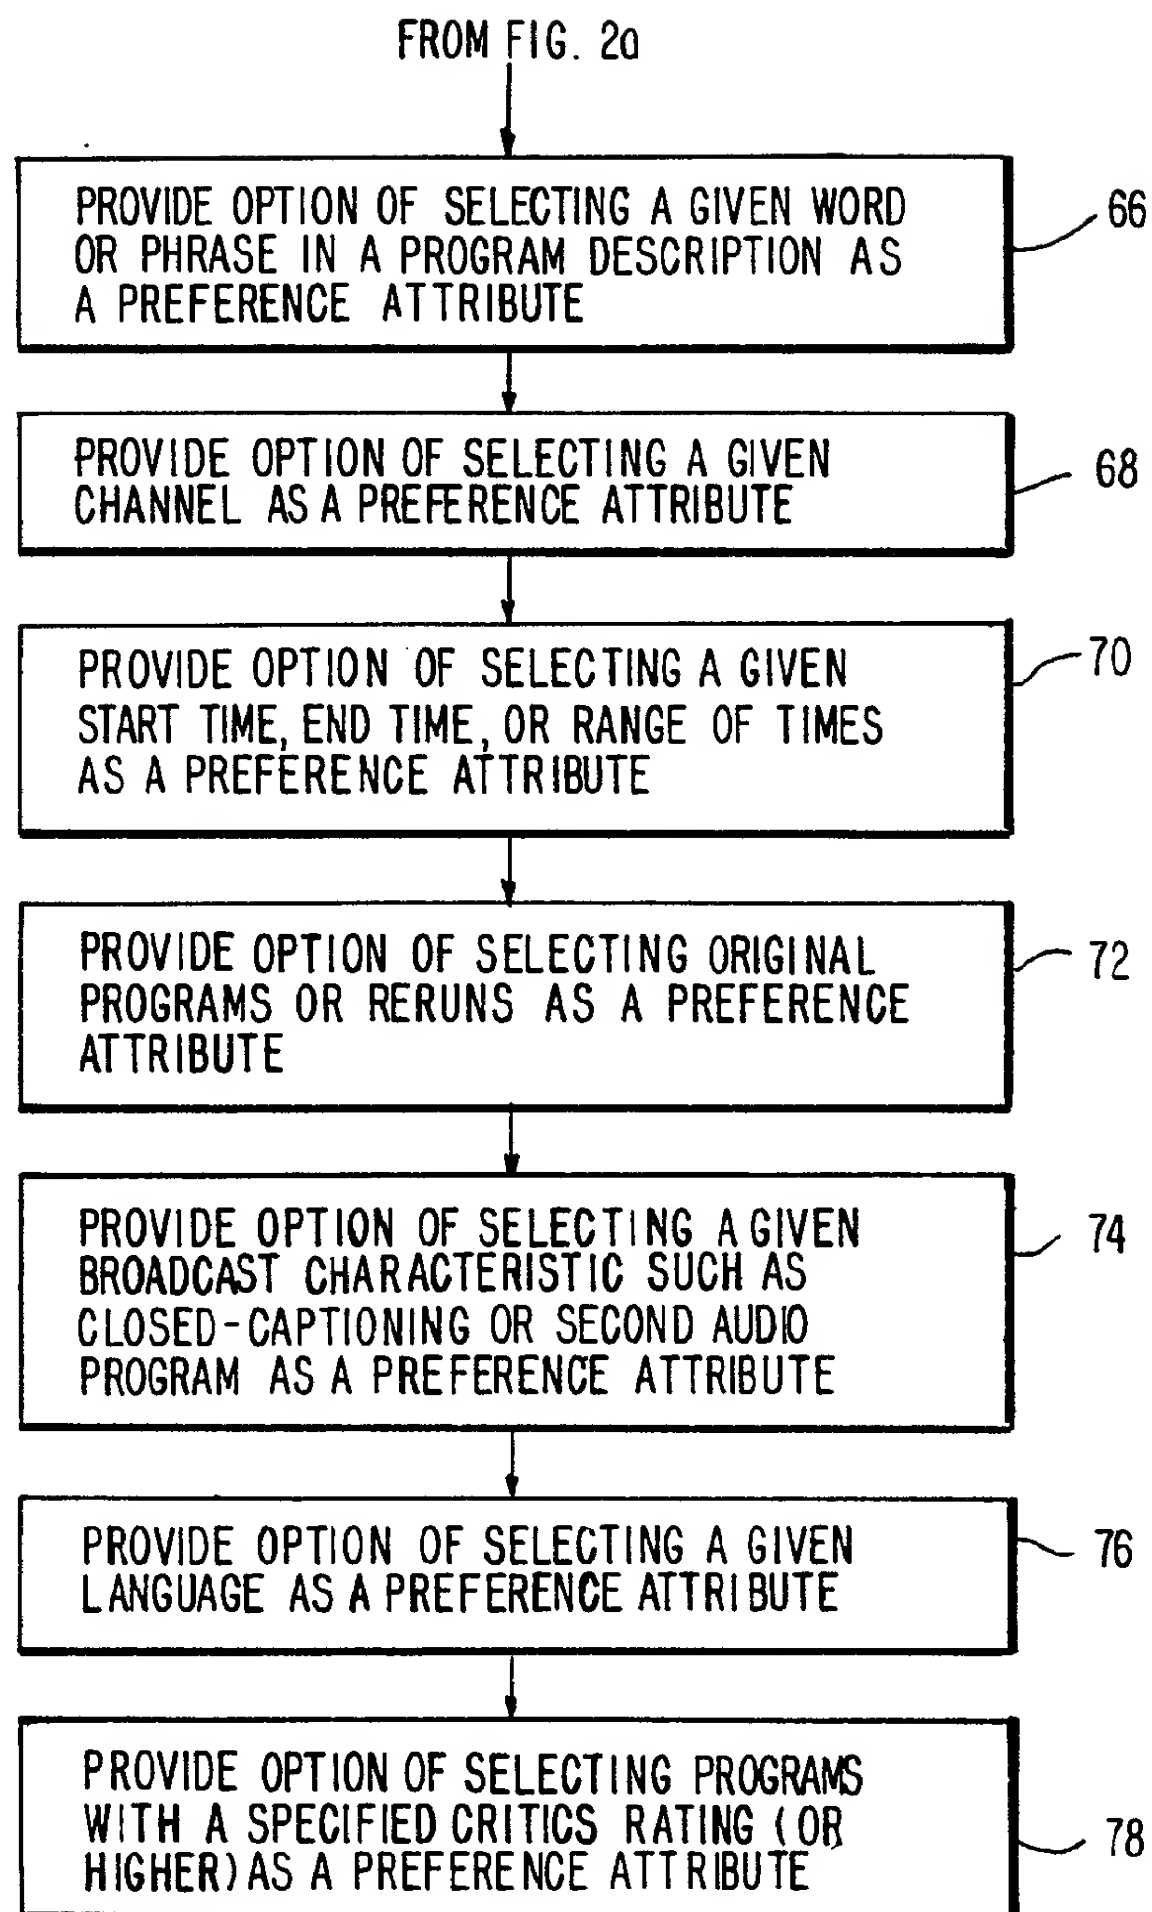 FROM FIG. 2a
PROVIDE OPTION OF SELECTING A GIVEN WORD
OR PHRASE IN A PROGRAM DESCRIPTION AS
A PREFERENCE ATTRIBUTE
66
PROVIDE OPTION OF SELECTING A GIVEN
CHANNEL AS A PREFERENCE ATTRIBUTE
68
PROVIDE OPTION OF SELECTING A GIVEN
START TIME, END TIME, OR RANGE OF TIMES
AS A PREFERENCE ATTRIBUTE
70
PROVIDE OPTION OF SELECTING ORIGINAL
PROGRAMS OR RERUNS AS A PREFERENCE
ATTRIBUTE
72
PROVIDE OPTION OF SELECTING A GIVEN
BROADCAST CHARACTERISTIC SUCH AS
CLOSED-CAPTIONING OR SECOND AUDIO
PROGRAM AS A PREFERENCE ATTRIBUTE
74
PROVIDE OPTION OF SELECTING A GIVEN
LANGUAGE AS A PREFERENCE ATTRIBUTE
76
PROVIDE OPTION OF SELECTING PROGRAMS
WITH A SPECIFIED CRITICS RATING (OR
HIGHER) AS A PREFERENCE ATTRIBUTE
78